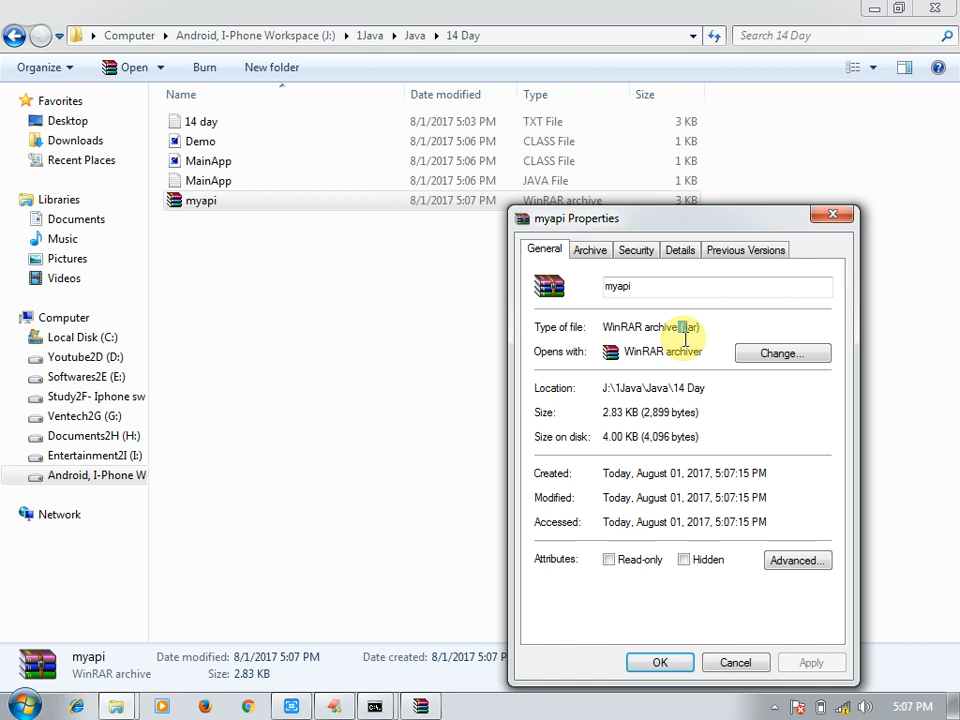 Computer ▸ Android, I-Phone Workspace (J:) ▸ 1Java ▸ Java ▸ 14 Day
Search 14 Day
Organize Open Burn New folder
Name Date modified Type Size
14 day 8/1/2017 5:03 PM TXT File 3 KB
Demo 8/1/2017 5:06 PM CLASS File 1 KB
MainApp 8/1/2017 5:06 PM CLASS File 1 KB
MainApp 8/1/2017 5:06 PM JAVA File 1 KB
myapi 8/1/2017 5:07 PM WinRAR archive 3 KB
Favorites
Desktop
Downloads
Recent Places
Libraries
Documents
Music
Pictures
Videos
Computer
Local Disk (C:)
Youtube2D (D:)
Softwares2E (E:)
Study2F- Iphone sw
Ventech2G (G:)
Documents2H (H:)
Entertainment2I (I:)
Android, I-Phone W
Network
myapi Properties
General Archive Security Details Previous Versions
myapi
Type of file: WinRAR archive (.jar)
Opens with: WinRAR archiver Change...
Location: J:\1Java\Java\14 Day
Size: 2.83 KB (2,899 bytes)
Size on disk: 4.00 KB (4,096 bytes)
Created: Today, August 01, 2017, 5:07:15 PM
Modified: Today, August 01, 2017, 5:07:15 PM
Accessed: Today, August 01, 2017, 5:07:15 PM
Attributes: Read-only Hidden Advanced...
OK Cancel Apply
myapi Date modified: 8/1/2017 5:07 PM Date created: 8/1/2017 5:07 P
WinRAR archive Size: 2.83 KB
5:07 PM